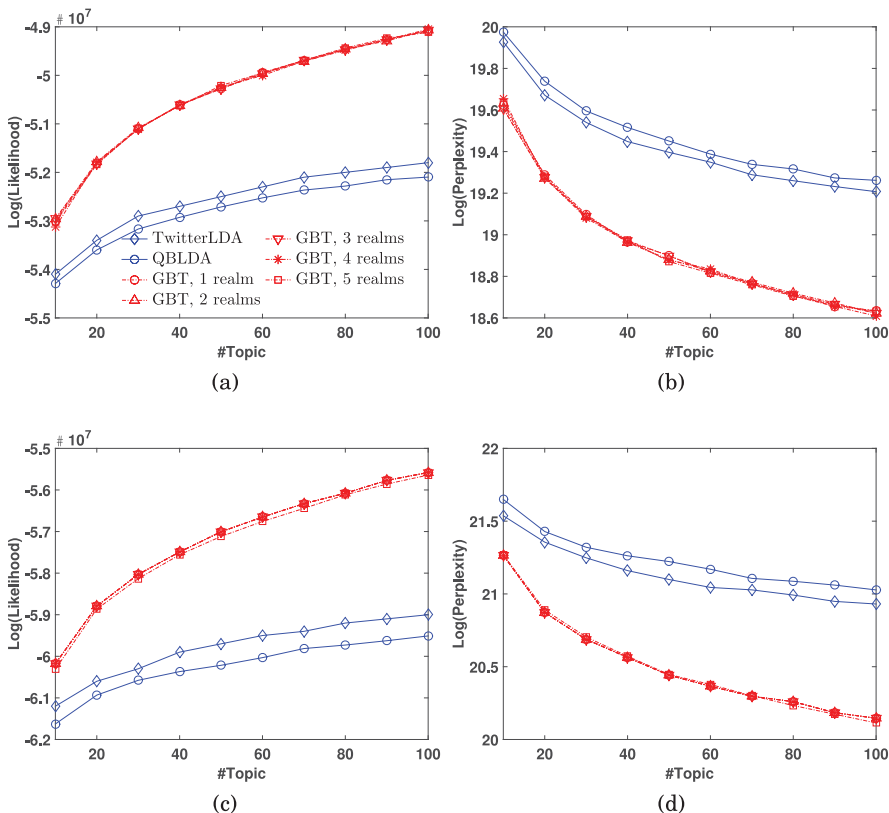 # 10^7
-4.9
-5
-5.1
-5.2
-5.3
-5.4
-5.5
Log(Likelihood)
TwitterLDA
QBLDA
GBT, 1 realm
GBT, 2 realms
GBT, 3 realms
GBT, 4 realms
GBT, 5 realms
20 40 60 80 100
#Topic
(a)
20
19.8
19.6
19.4
19.2
19
18.8
18.6
Log(Perplexity)
20 40 60 80 100
#Topic
(b)
# 10^7
-5.5
-5.6
-5.7
-5.8
-5.9
-6
-6.1
-6.2
Log(Likelihood)
20 40 60 80 100
#Topic
(c)
22
21.5
21
20.5
20
Log(Perplexity)
20 40 60 80 100
#Topic
(d)